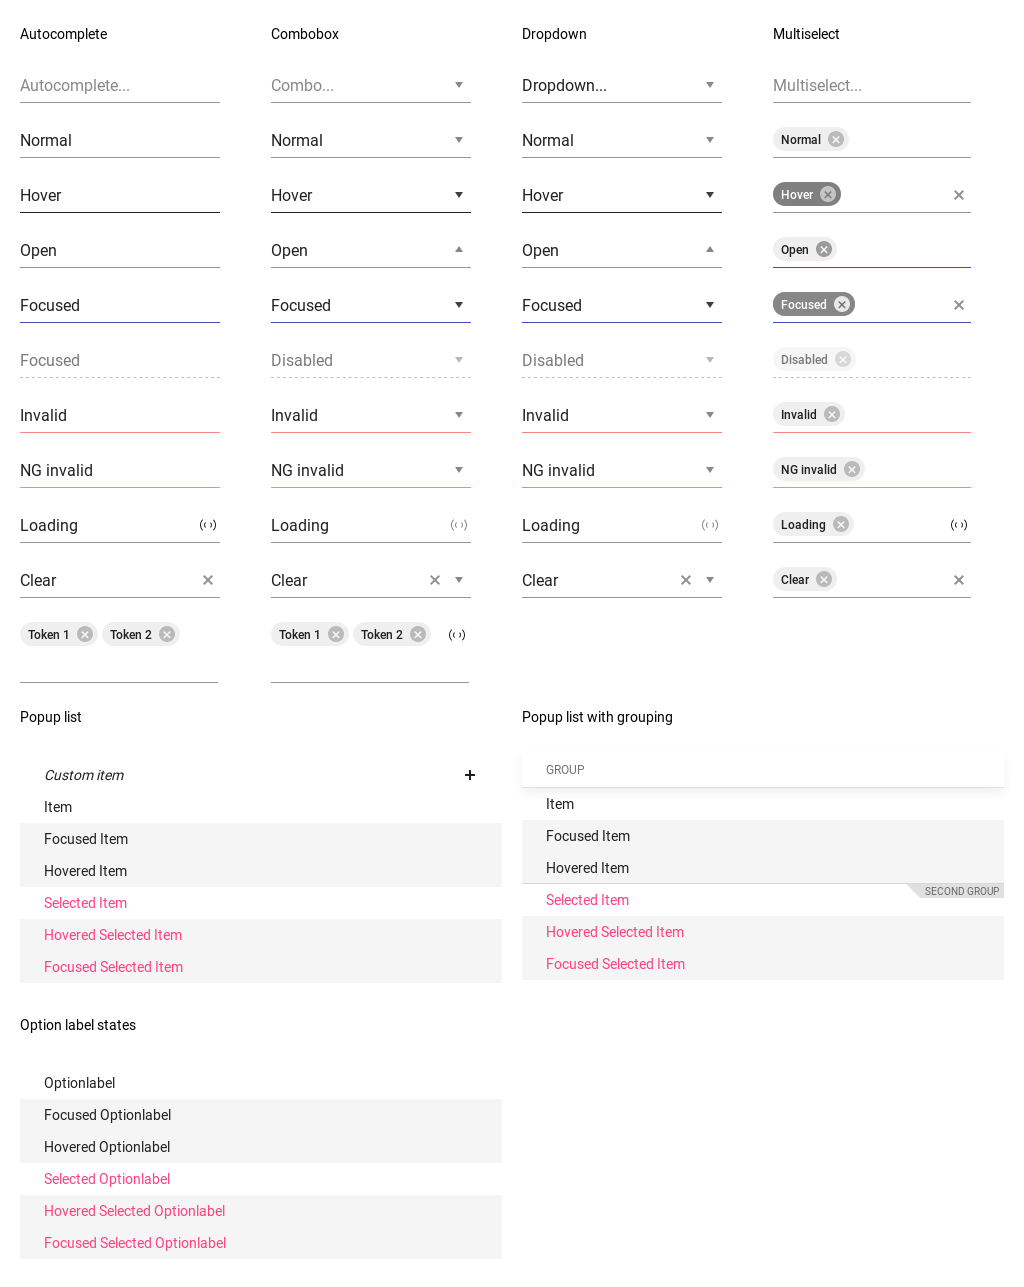 Autocomplete Combobox Dropdown Multiselect
Autocomplete... Combo... Dropdown... Multiselect...
Normal Normal Normal Normal
Hover Hover Hover Hover
Open Open Open Open
Focused Focused Focused Focused
Focused Disabled Disabled Disabled
Invalid Invalid Invalid Invalid
NG invalid NG invalid NG invalid NG invalid
Loading Loading Loading Loading
Clear Clear Clear Clear
Token 1 Token 2 Token 1 Token 2
Popup list
Custom item
Item
Focused Item
Hovered Item
Selected Item
Hovered Selected Item
Focused Selected Item
Popup list with grouping
GROUP
Item
Focused Item
Hovered Item
Selected Item SECOND GROUP
Hovered Selected Item
Focused Selected Item
Option label states
Optionlabel
Focused Optionlabel
Hovered Optionlabel
Selected Optionlabel
Hovered Selected Optionlabel
Focused Selected Optionlabel